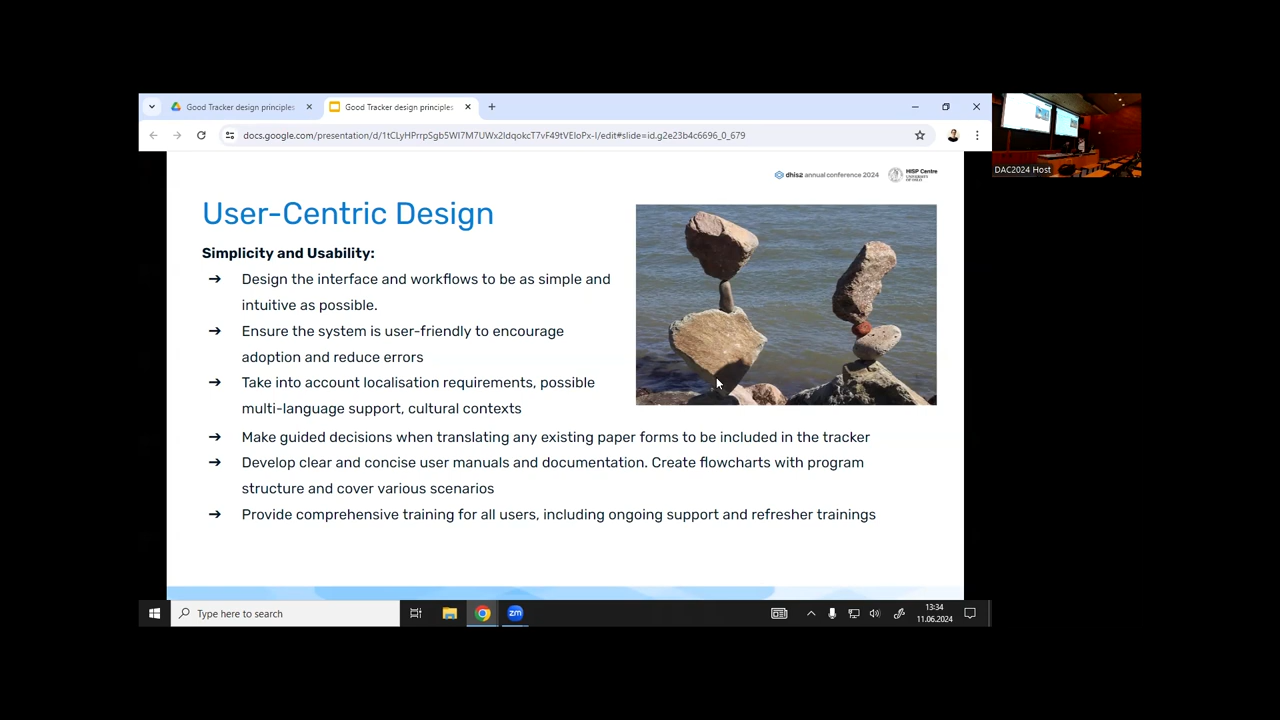 Good Tracker design principles
Good Tracker design principles
docs.google.com/presentation/d/1tCLyHPrrpSgb5WI7M7UWx2ldqokcT7vF49tVEloPx-I/edit#slide=id.g2e23b4c6696_0_679
DAC2024 Host
dhis2 annual conference 2024
HISP Centre
UNIVERSITY
OF OSLO
User-Centric Design
Simplicity and Usability:
➔ Design the interface and workflows to be as simple and
intuitive as possible.
➔ Ensure the system is user-friendly to encourage
adoption and reduce errors
➔ Take into account localisation requirements, possible
multi-language support, cultural contexts
➔ Make guided decisions when translating any existing paper forms to be included in the tracker
➔ Develop clear and concise user manuals and documentation. Create flowcharts with program
structure and cover various scenarios
➔ Provide comprehensive training for all users, including ongoing support and refresher trainings
Type here to search
zm
13:34
11.06.2024